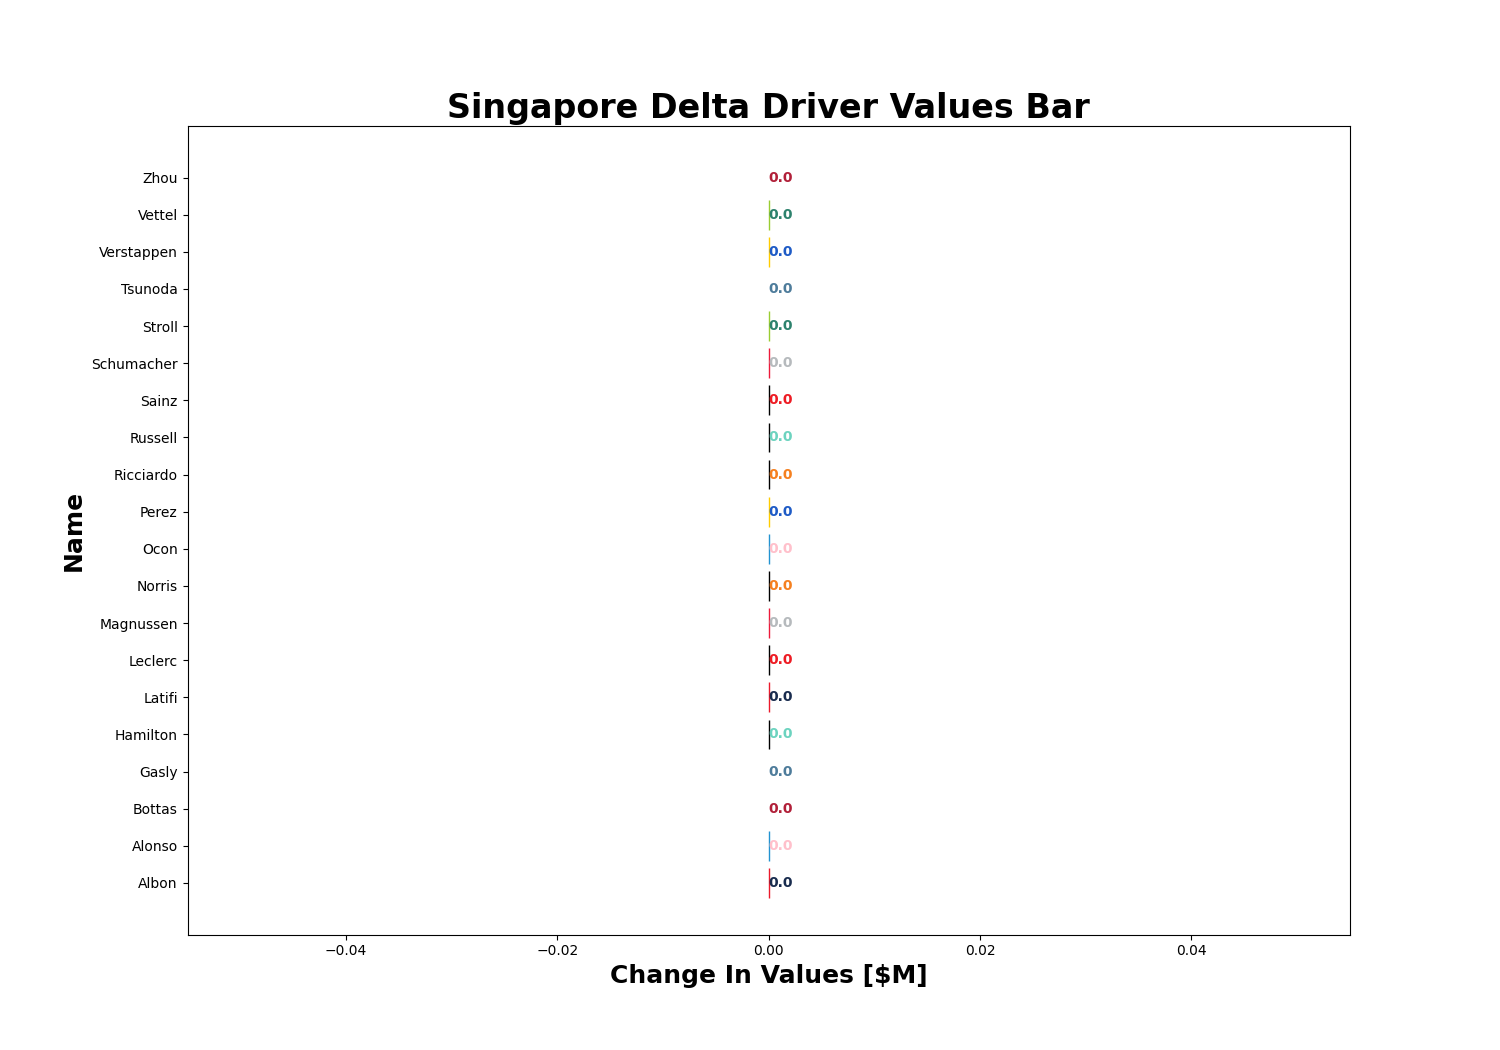 Singapore Delta Driver Values Bar
Zhou 0.0
Vettel 0.0
Verstappen 0.0
Tsunoda 0.0
Stroll 0.0
Schumacher 0.0
Sainz 0.0
Russell 0.0
Ricciardo 0.0
Perez 0.0
Ocon 0.0
Norris 0.0
Magnussen 0.0
Leclerc 0.0
Latifi 0.0
Hamilton 0.0
Gasly 0.0
Bottas 0.0
Alonso 0.0
Albon 0.0
Name
−0.04 −0.02 0.00 0.02 0.04
Change In Values [$M]